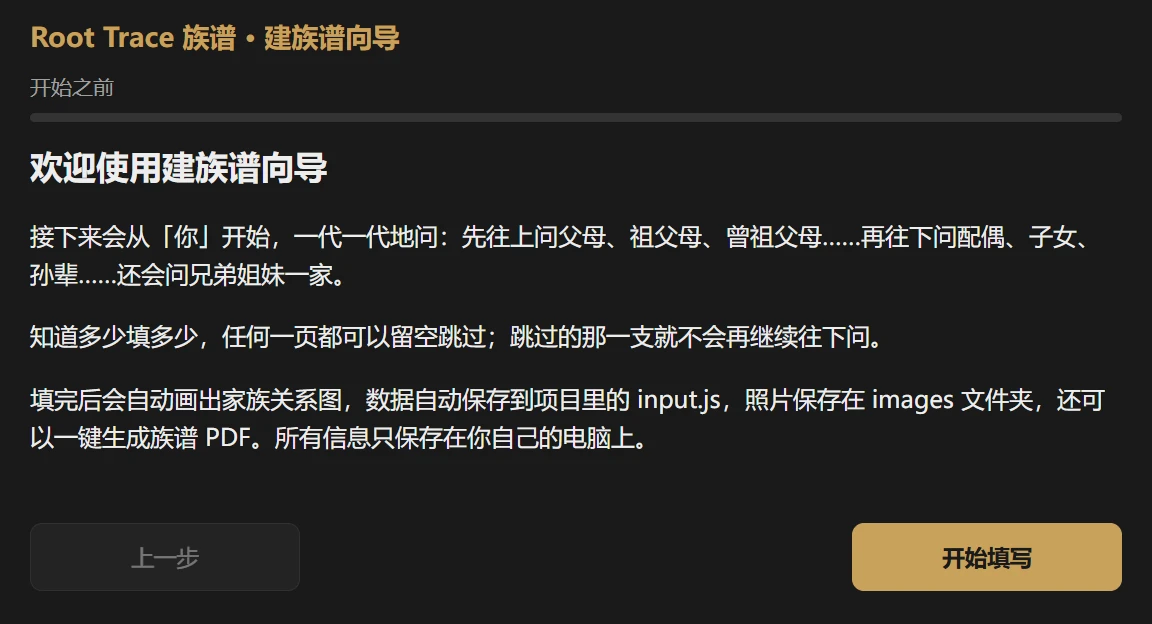 Root Trace 族谱 · 建族谱向导
开始之前
欢迎使用建族谱向导
接下来会从「你」开始，一代一代地问：先往上问父母、祖父母、曾祖父母……再往下问配偶、子女、
孙辈……还会问兄弟姐妹一家。
知道多少填多少，任何一页都可以留空跳过；跳过的那一支就不会再继续往下问。
填完后会自动画出家族关系图，数据自动保存到项目里的 input.js，照片保存在 images 文件夹，还可
以一键生成族谱 PDF。所有信息只保存在你自己的电脑上。
上一步
开始填写